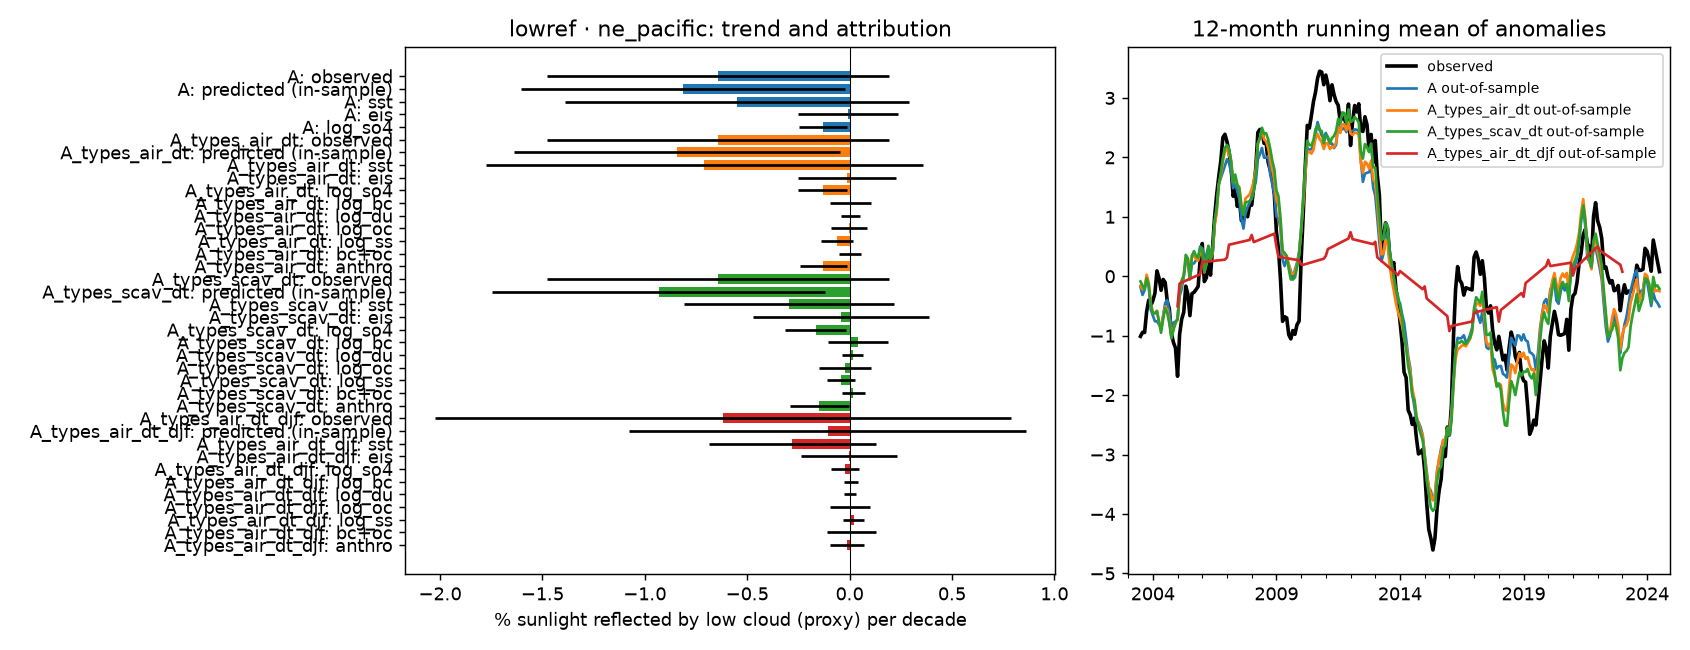 lowref · ne_pacific: trend and attribution
A: observed
A: predicted (in-sample)
A: sst
A: eis
A: log_so4
A_types_air_dt: observed
A_types_air_dt: predicted (in-sample)
A_types_air_dt: sst
A_types_air_dt: eis
A_types_air_dt: log_so4
A_types_air_dt: log_bc
A_types_air_dt: log_du
A_types_air_dt: log_oc
A_types_air_dt: log_ss
A_types_air_dt: bc+oc
A_types_air_dt: anthro
A_types_scav_dt: observed
A_types_scav_dt: predicted (in-sample)
A_types_scav_dt: sst
A_types_scav_dt: eis
A_types_scav_dt: log_so4
A_types_scav_dt: log_bc
A_types_scav_dt: log_du
A_types_scav_dt: log_oc
A_types_scav_dt: log_ss
A_types_scav_dt: bc+oc
A_types_scav_dt: anthro
A_types_air_dt_djf: observed
A_types_air_dt_djf: predicted (in-sample)
A_types_air_dt_djf: sst
A_types_air_dt_djf: eis
A_types_air_dt_djf: log_so4
A_types_air_dt_djf: log_bc
A_types_air_dt_djf: log_du
A_types_air_dt_djf: log_oc
A_types_air_dt_djf: log_ss
A_types_air_dt_djf: bc+oc
A_types_air_dt_djf: anthro
−2.0 −1.5 −1.0 −0.5 0.0 0.5 1.0
% sunlight reflected by low cloud (proxy) per decade
12-month running mean of anomalies
observed
A out-of-sample
A_types_air_dt out-of-sample
A_types_scav_dt out-of-sample
A_types_air_dt_djf out-of-sample
3
2
1
0
−1
−2
−3
−4
−5
2004 2009 2014 2019 2024